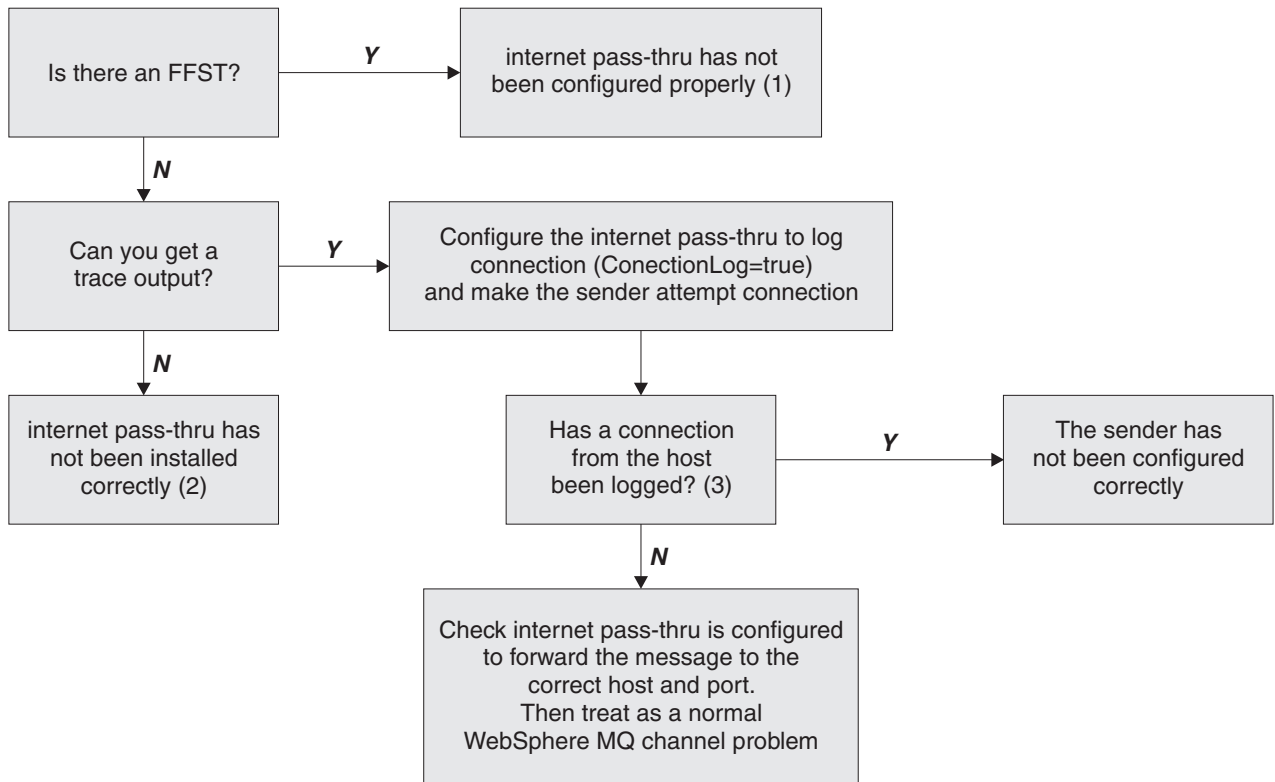 Is there an FFST?
Y
internet pass-thru has not
been configured properly (1)
N
Can you get a
trace output?
Y
Configure the internet pass-thru to log
connection (ConectionLog=true)
and make the sender attempt connection
N
internet pass-thru has
not been installed
correctly (2)
Has a connection
from the host
been logged? (3)
Y
The sender has
not been configured
correctly
N
Check internet pass-thru is configured
to forward the message to the
correct host and port.
Then treat as a normal
WebSphere MQ channel problem